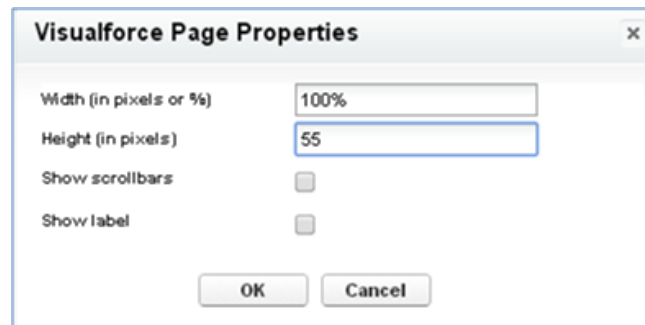 Visualforce Page Properties
Width (in pixels or %) 100%
Height (in pixels) 55
Show scrollbars
Show label
OK Cancel